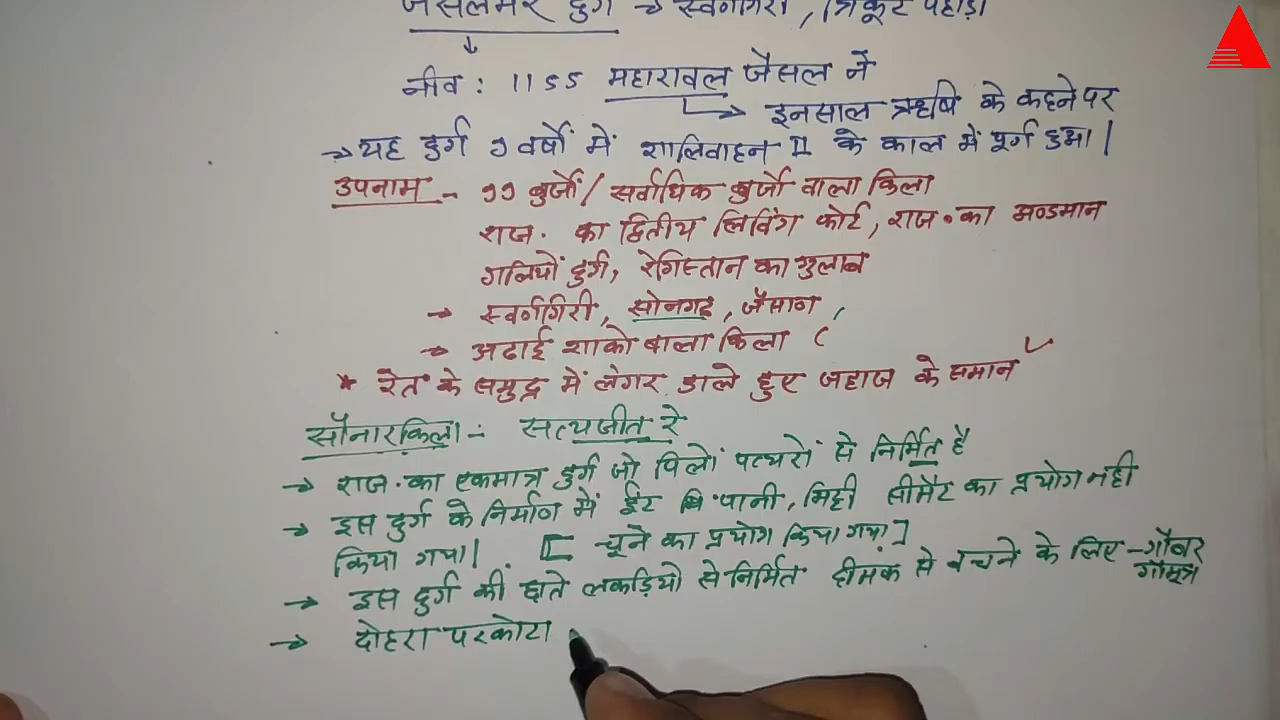 जैसलमेर दुर्ग → स्वर्णगिरी, त्रिकूट पहाड़ी
नींव : 1155 महारावल जैसल ने
→ इनसाल ऋषि के कहने पर
→ यह दुर्ग 7 वर्षों में शालिवाहन II के काल में पूर्ण हुआ |
उपनाम - 99 बुर्जों / सर्वाधिक बुर्जो वाला किला
राज. का द्वितीय लिविंग फोर्ट, राज. का अण्डमान
गलियों दुर्ग, रेगिस्तान का गुलाब
→ स्वर्णगिरी, सोनगढ, जैसाण,
→ अढाई शाको वाला किला (
* रेत के समुद्र में लंगर डाले हुए जहाज के समान
सोनारकिला :- सत्यजीत रे
→ राज. का एकमात्र दुर्ग जो पिलो पत्थरों से निर्मित है
→ इस दुर्ग के निर्माण में ईट पानी, मिट्टी सीमैंट का प्रयोग नही
किया गया| [ चूने का प्रयोग किया गया ]
→ इस दुर्ग की छते लकड़ियो से निर्मित दीमक से बचने के लिए - गौबर
गौमूत्र
→ दोहरा परकोटा